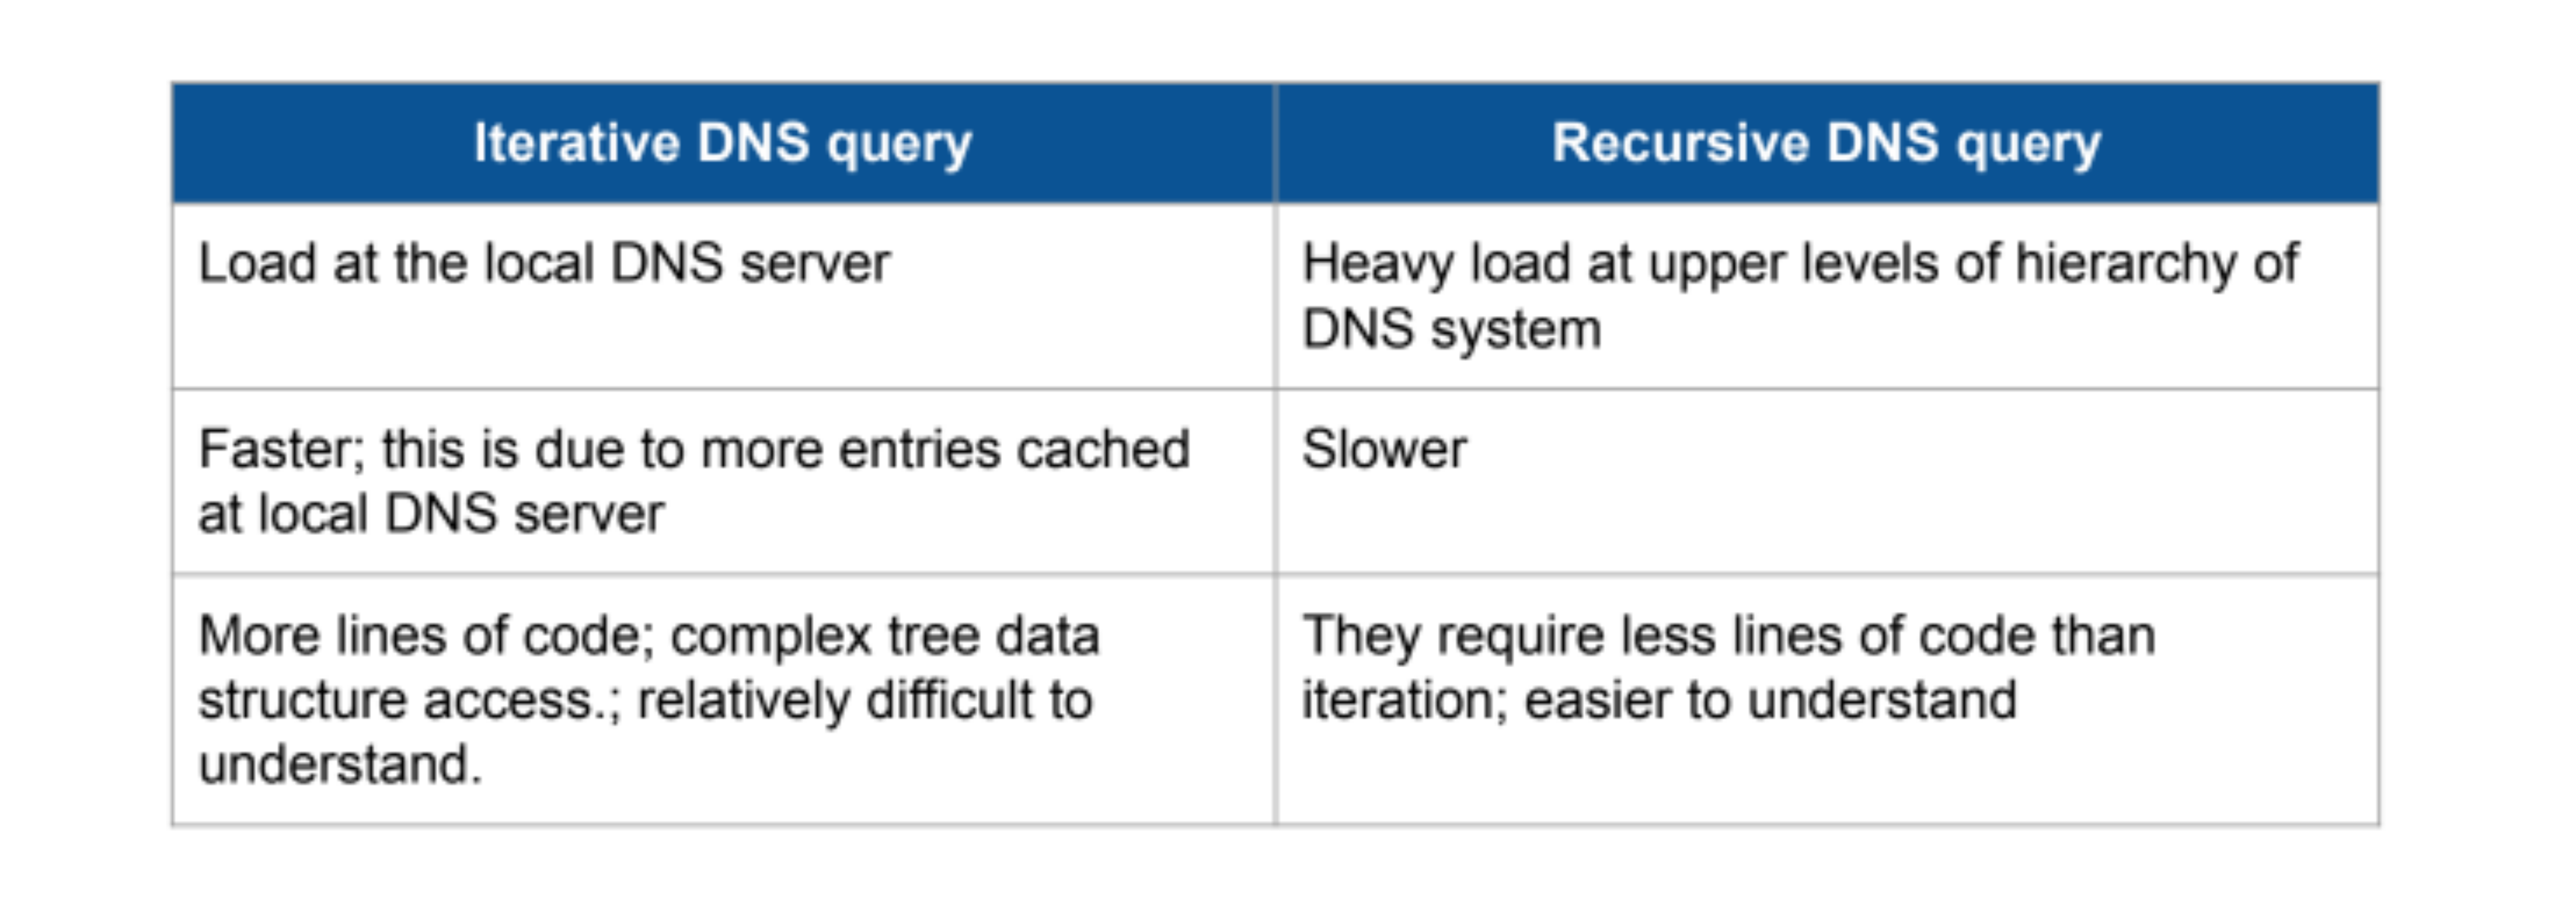 Iterative DNS query
Recursive DNS query
Load at the local DNS server
Heavy load at upper levels of hierarchy of
DNS system
Faster; this is due to more entries cached
at local DNS server
Slower
More lines of code; complex tree data
structure access.; relatively difficult to
understand.
They require less lines of code than
iteration; easier to understand